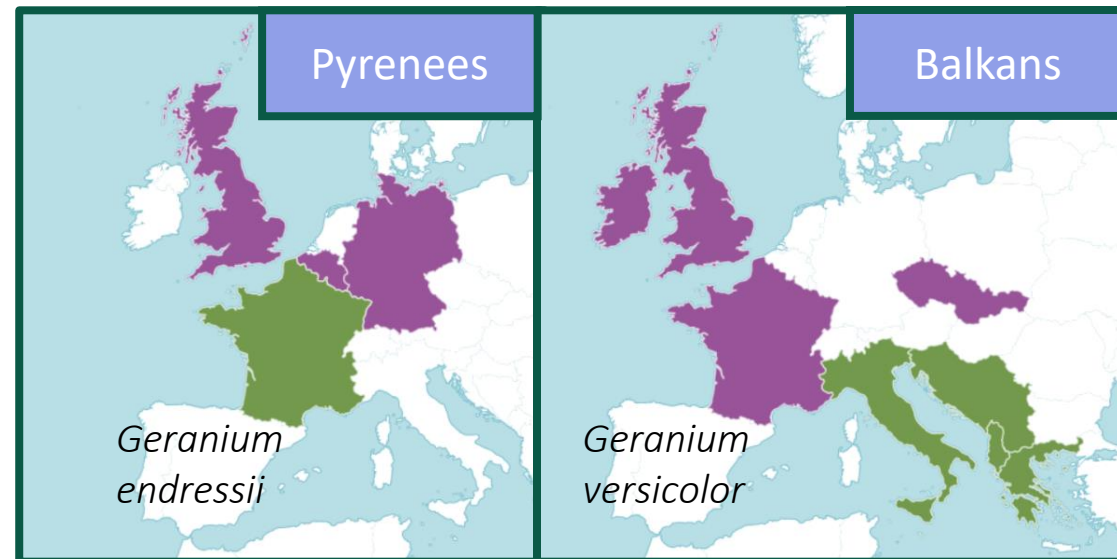 Pyrenees
Balkans
Geranium
endressii
Geranium
versicolor